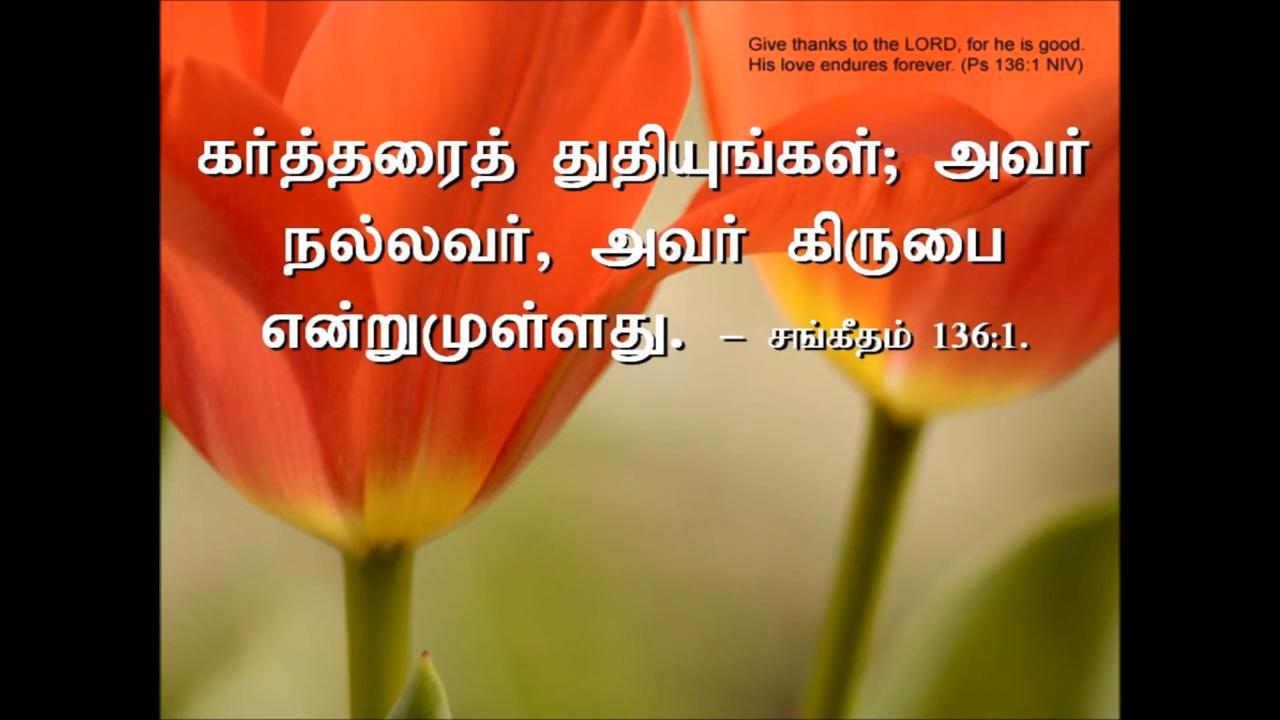 Give thanks to the LORD, for he is good.
His love endures forever. (Ps 136:1 NIV)
கர்த்தரைத் துதியுங்கள்; அவர்
நல்லவர், அவர் கிருபை
என்றுமுள்ளது. – சங்கீதம் 136:1.